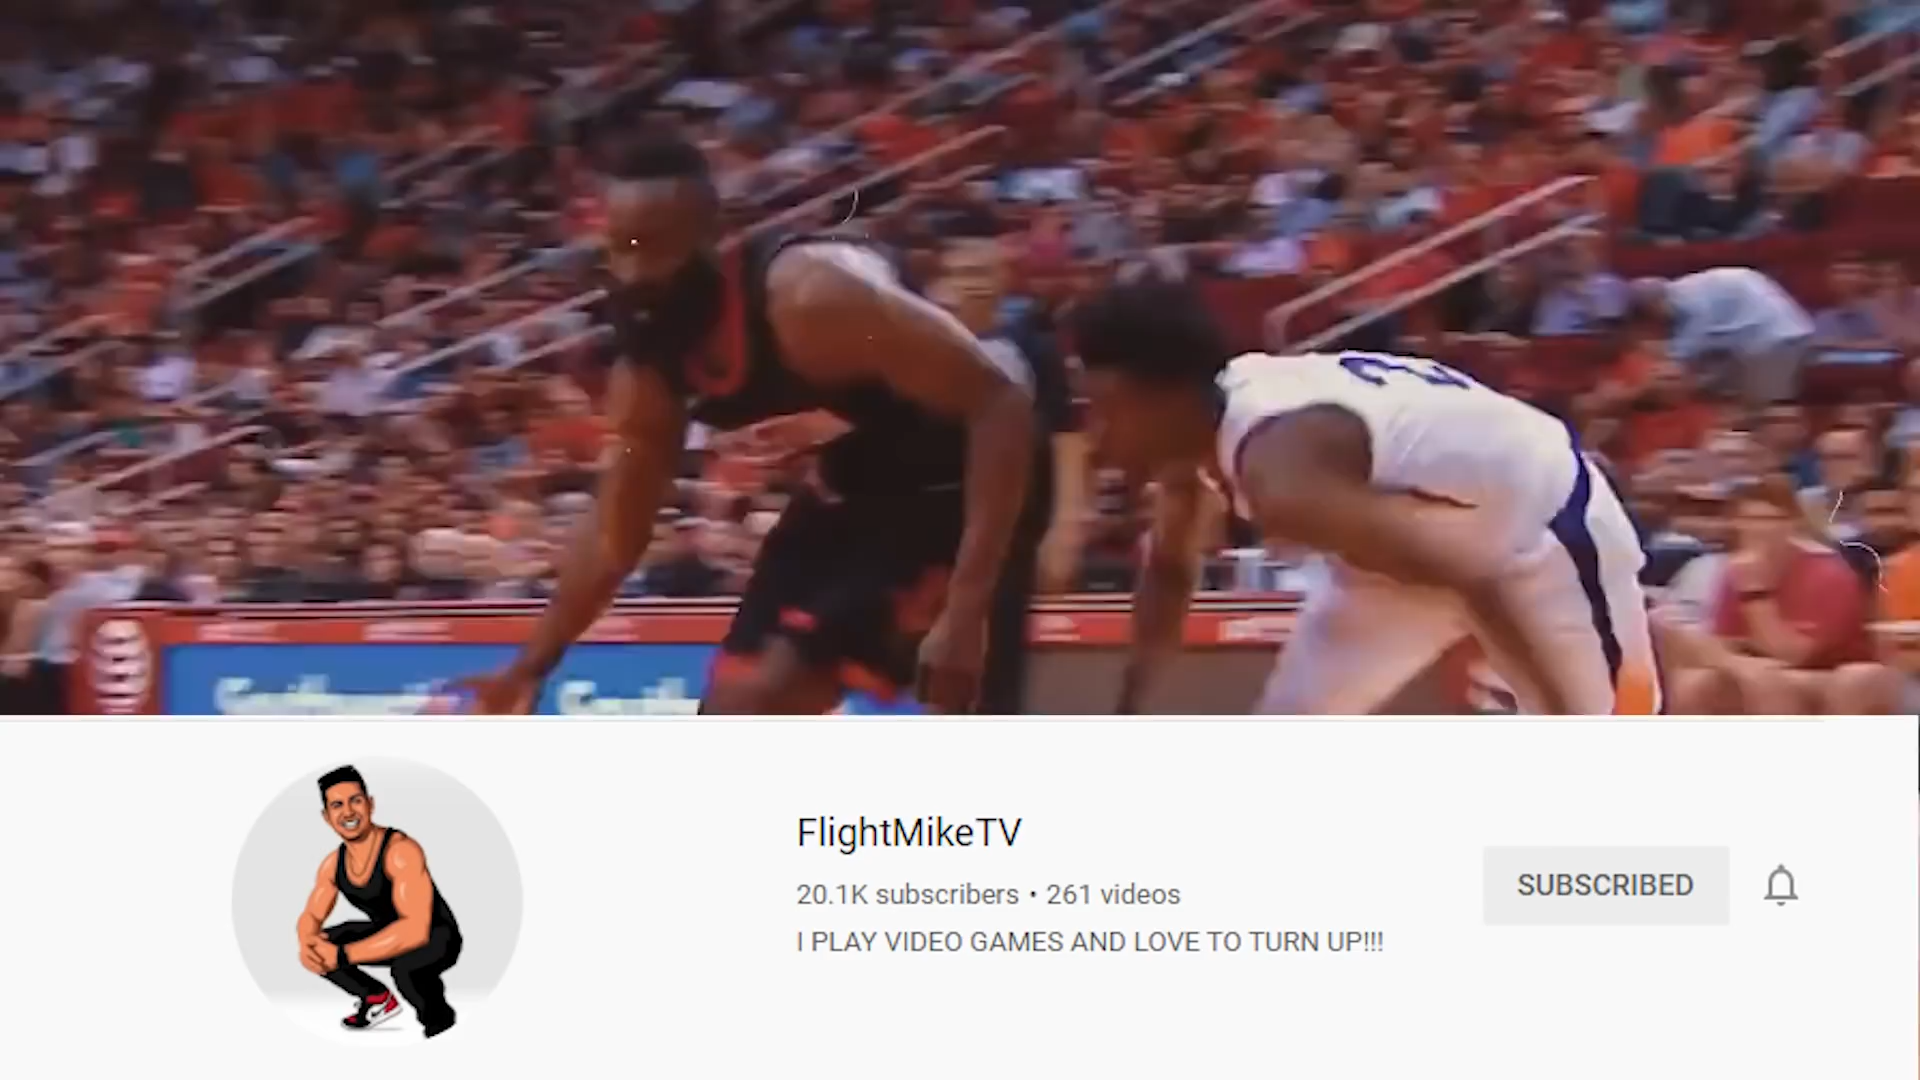 FlightMikeTV
20.1K subscribers • 261 videos
I PLAY VIDEO GAMES AND LOVE TO TURN UP!!!
SUBSCRIBED